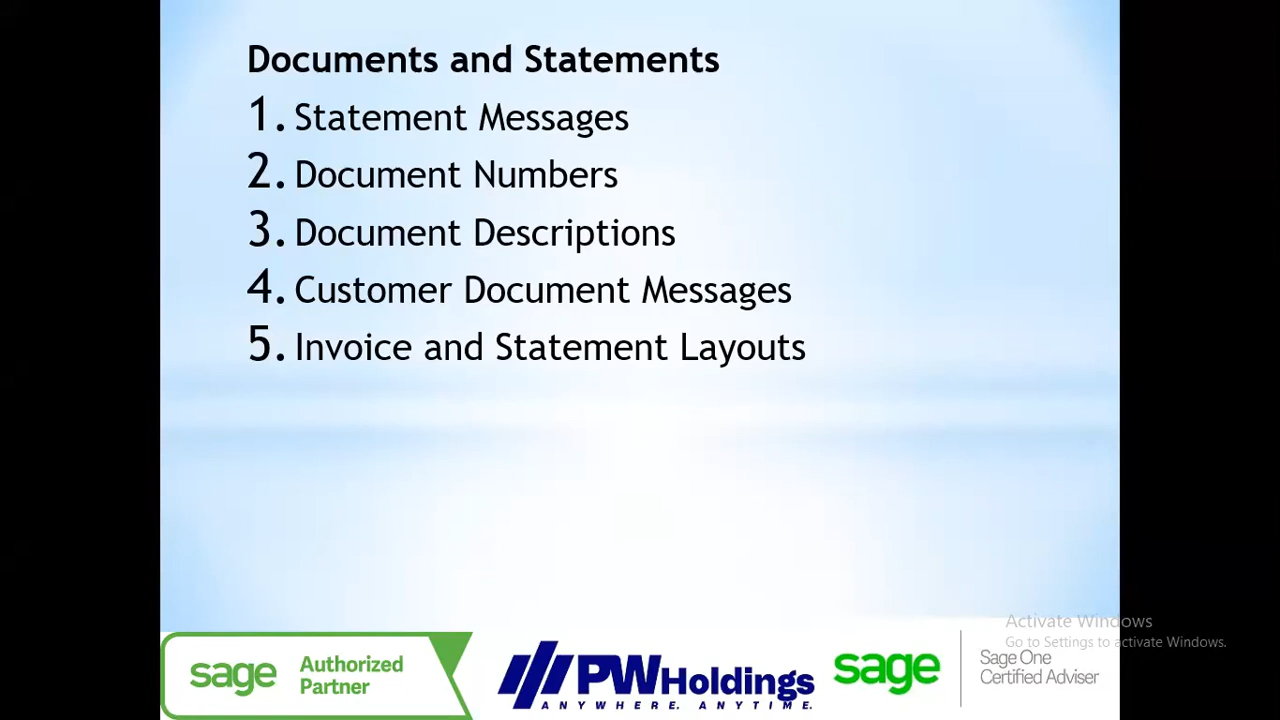 Documents and Statements
1. Statement Messages
2. Document Numbers
3. Document Descriptions
4. Customer Document Messages
5. Invoice and Statement Layouts
Activate Windows
Go to Settings to activate Windows.
sage
Authorized
Partner
PW Holdings
ANYWHERE. ANYTIME.
sage
Sage One
Certified Adviser